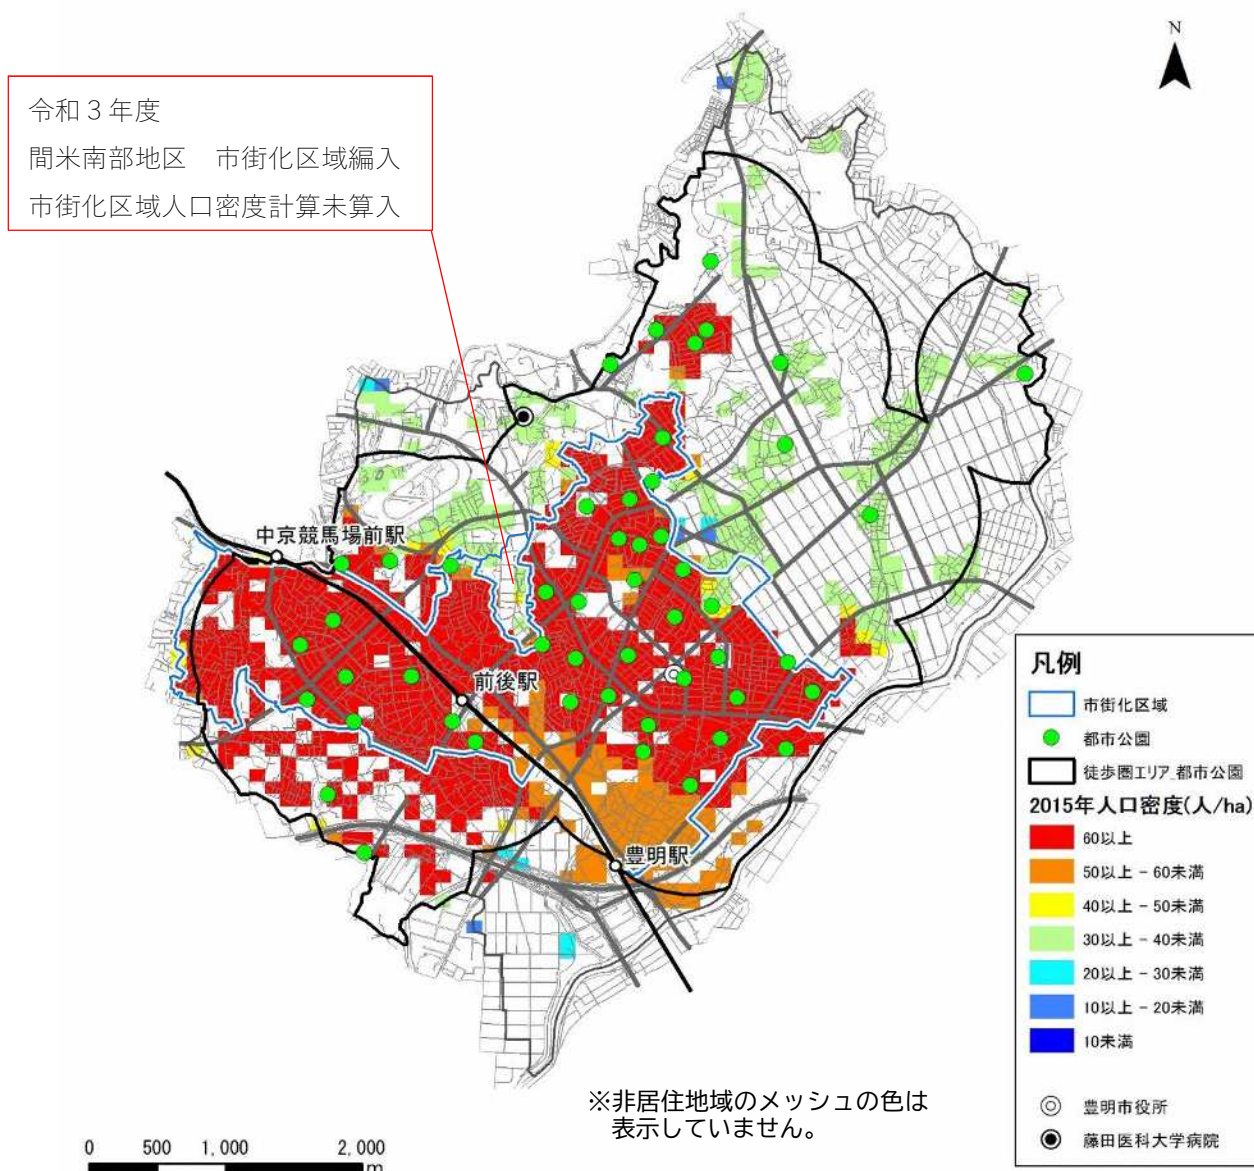 N
令和３年度
間米南部地区　市街化区域編入
市街化区域人口密度計算未算入
中京競馬場前駅
前後駅
豊明駅
凡例
市街化区域
都市公園
徒歩圏エリア_都市公園
2015年人口密度(人/ha)
60以上
50以上 - 60未満
40以上 - 50未満
30以上 - 40未満
20以上 - 30未満
10以上 - 20未満
10未満
豊明市役所
藤田医科大学病院
※非居住地域のメッシュの色は
表示していません。
0 500 1,000 2,000
m